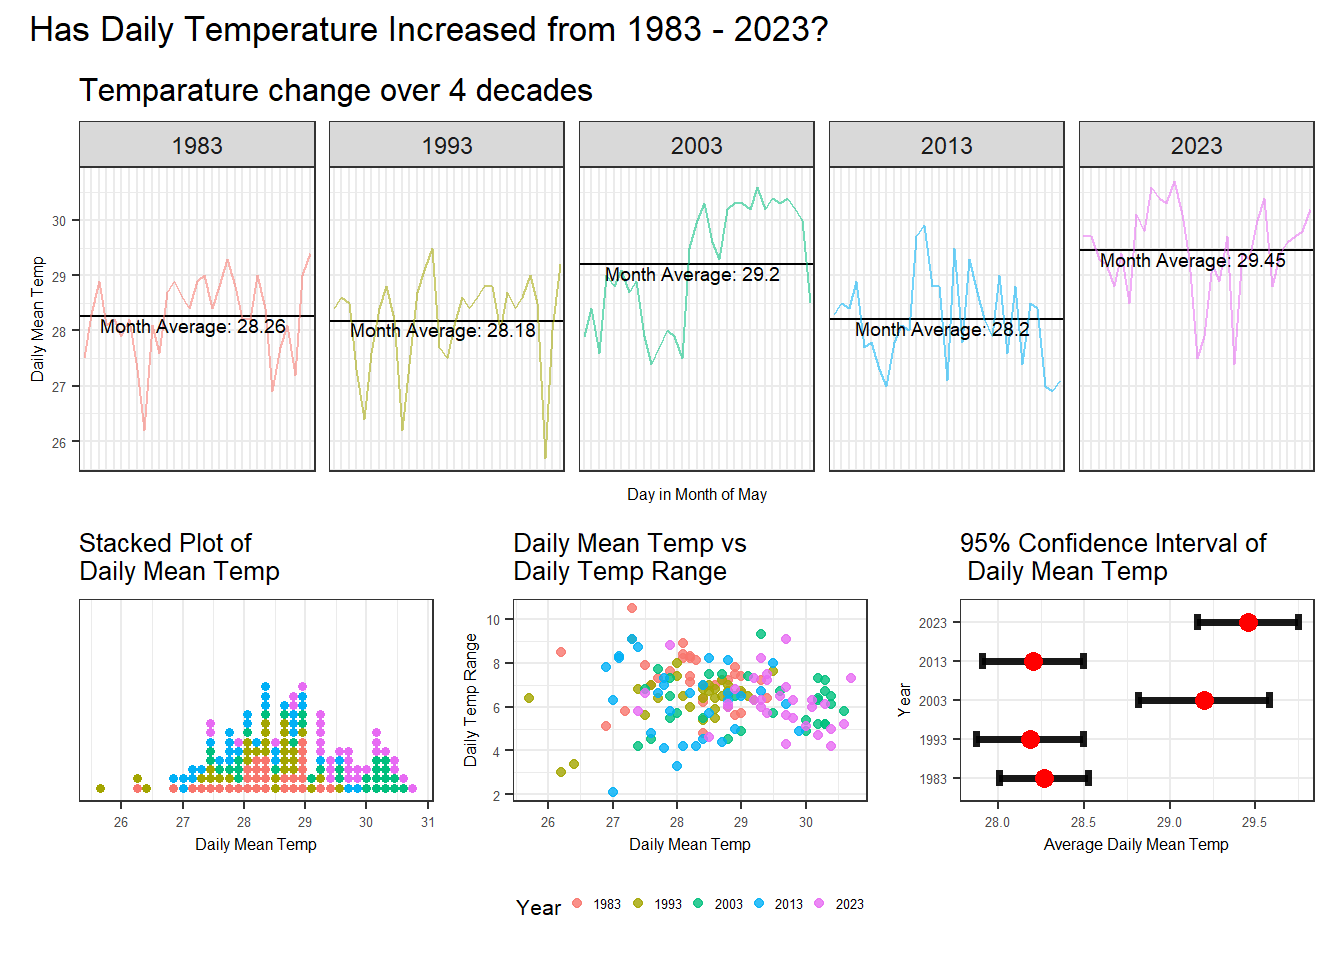 Has Daily Temperature Increased from 1983 - 2023?
Temparature change over 4 decades
1983 1993 2003 2013 2023
Daily Mean Temp
30
29
28
27
26
Month Average: 28.26
Month Average: 28.18
Month Average: 29.2
Month Average: 28.2
Month Average: 29.45
Day in Month of May
Stacked Plot of
Daily Mean Temp
26 27 28 29 30 31
Daily Mean Temp
Daily Mean Temp vs
Daily Temp Range
Daily Temp Range
10
8
6
4
2
26 27 28 29 30
Daily Mean Temp
95% Confidence Interval of
Daily Mean Temp
Year
2023
2013
2003
1993
1983
28.0 28.5 29.0 29.5
Average Daily Mean Temp
Year 1983 1993 2003 2013 2023